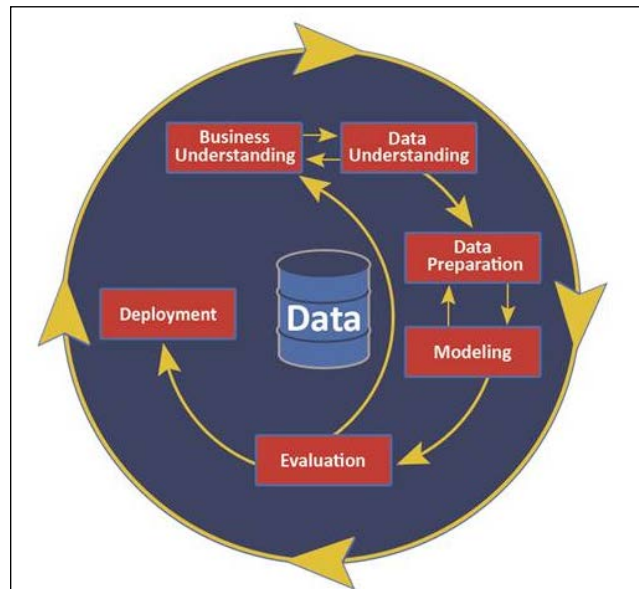 Business
Understanding
Data
Understanding
Data
Preparation
Modeling
Evaluation
Deployment
Data